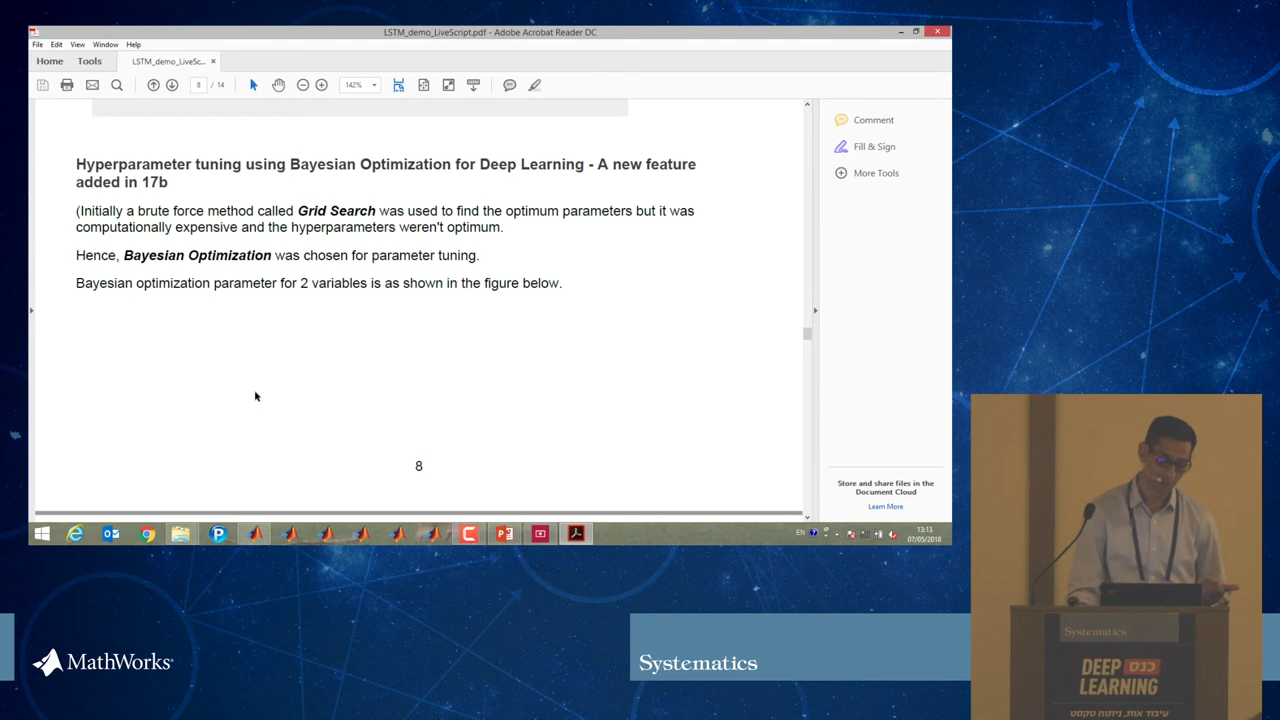 LSTM_demo_LiveScript.pdf - Adobe Acrobat Reader DC
File Edit View Window Help
Home Tools LSTM_demo_LiveSc... ×
8 / 14 142%
Hyperparameter tuning using Bayesian Optimization for Deep Learning - A new feature
added in 17b
(Initially a brute force method called Grid Search was used to find the optimum parameters but it was
computationally expensive and the hyperparameters weren't optimum.
Hence, Bayesian Optimization was chosen for parameter tuning.
Bayesian optimization parameter for 2 variables is as shown in the figure below.
8
Comment
Fill & Sign
More Tools
Store and share files in the
Document Cloud
Learn More
EN 13:13
07/05/2018
MathWorks®
Systematics
Systematics
DEEP כנס
LEARNING
עיבוד אות, ניתוח טקסט